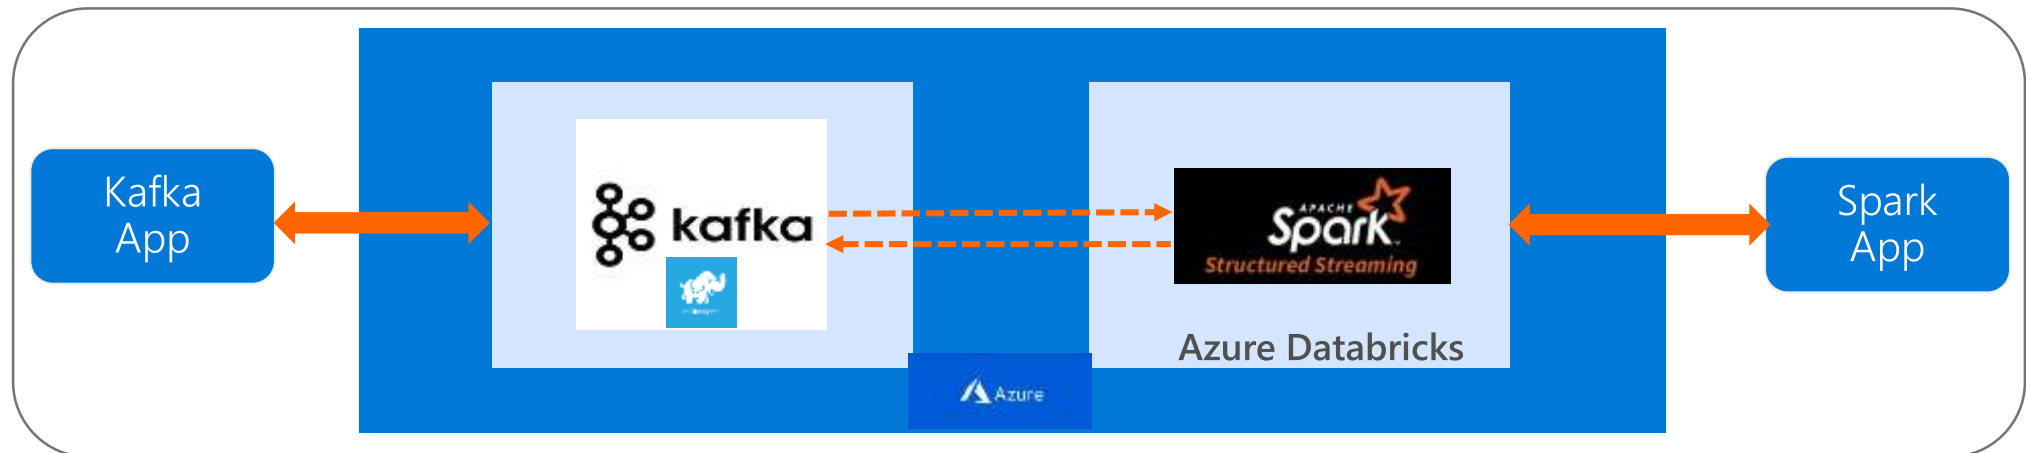 Kafka
App
kafka
APACHE
Spark
Structured Streaming
Azure Databricks
Azure
Spark
App